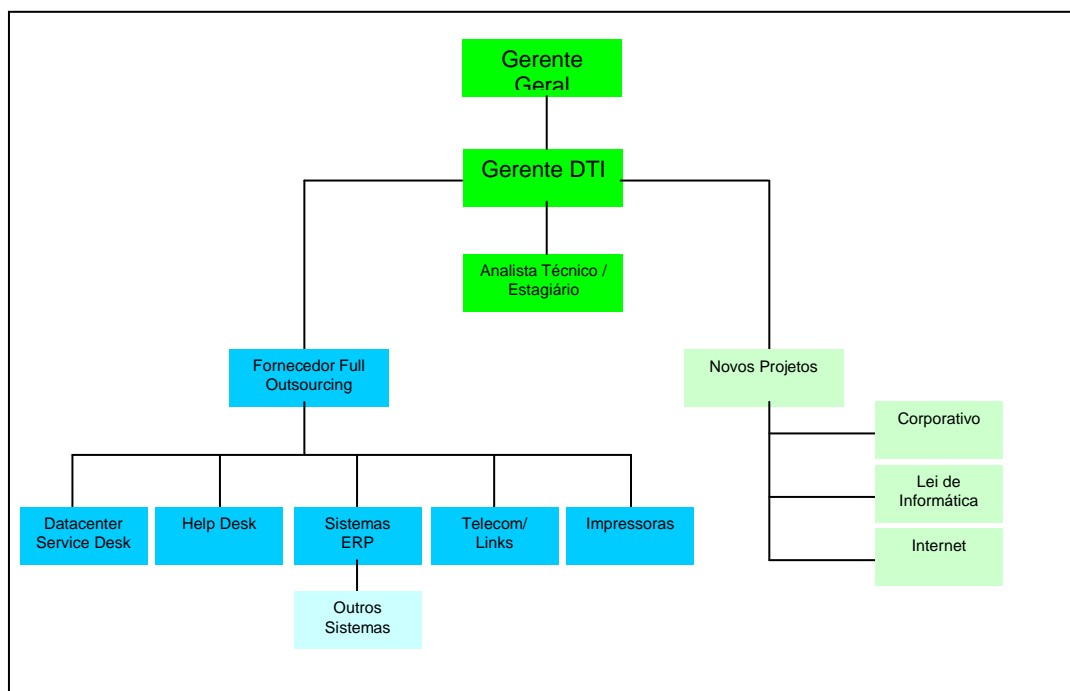 Gerente
Geral
Gerente DTI
Analista Técnico /
Estagiário
Fornecedor Full
Outsourcing
Novos Projetos
Corporativo
Lei de
Informática
Internet
Datacenter
Service Desk
Help Desk
Sistemas
ERP
Telecom/
Links
Impressoras
Outros
Sistemas